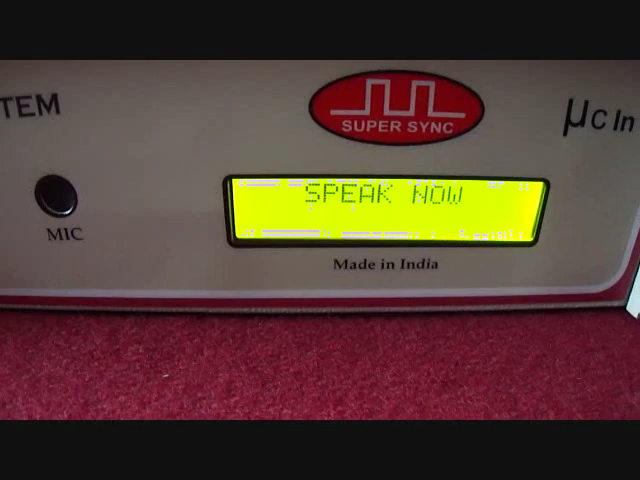 TEM
SUPER SYNC
µc In
MIC
SPEAK NOW
Made in India